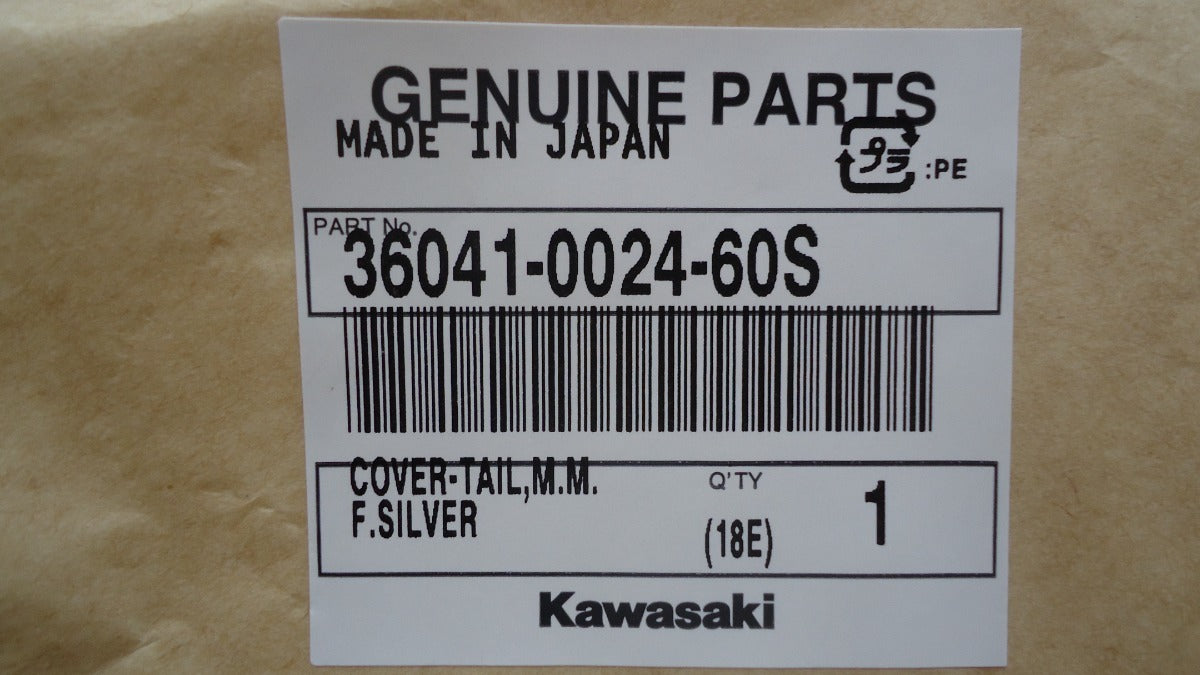 GENUINE PARTS
MADE IN JAPAN
プラ :PE
PART No.
36041-0024-60S
COVER-TAIL,M.M.
F.SILVER
Q'TY
(18E)
1
Kawasaki